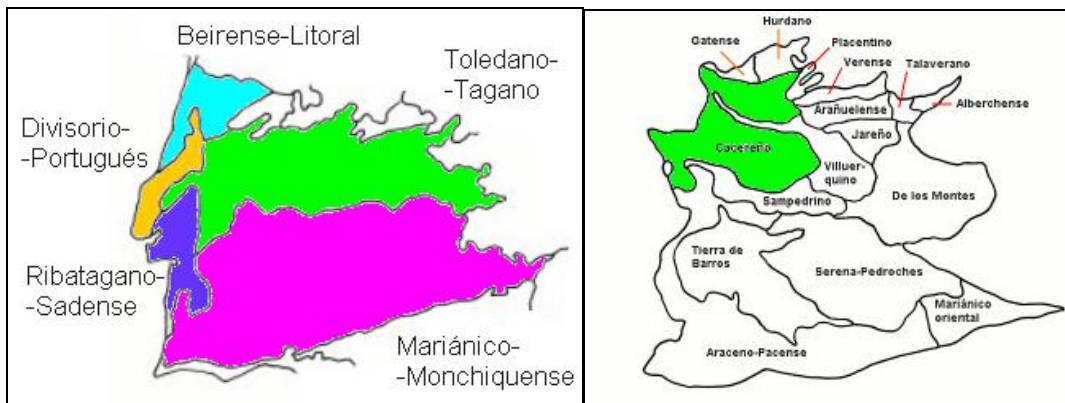 Beirense-Litoral
Toledano-
-Tagano
Divisorio-
-Portugués
Ribatagano-
-Sadense
Mariánico-
-Monchiquense
Hurdano
Gatense
Placentino
Verense
Talaverano
Arañuelense
Alberchense
Jareño
Cacereño
Villuer-
quino
De los Montes
Sampedrino
Tierra de
Barros
Serena-Pedroches
Mariánico
oriental
Araceno-Pacense